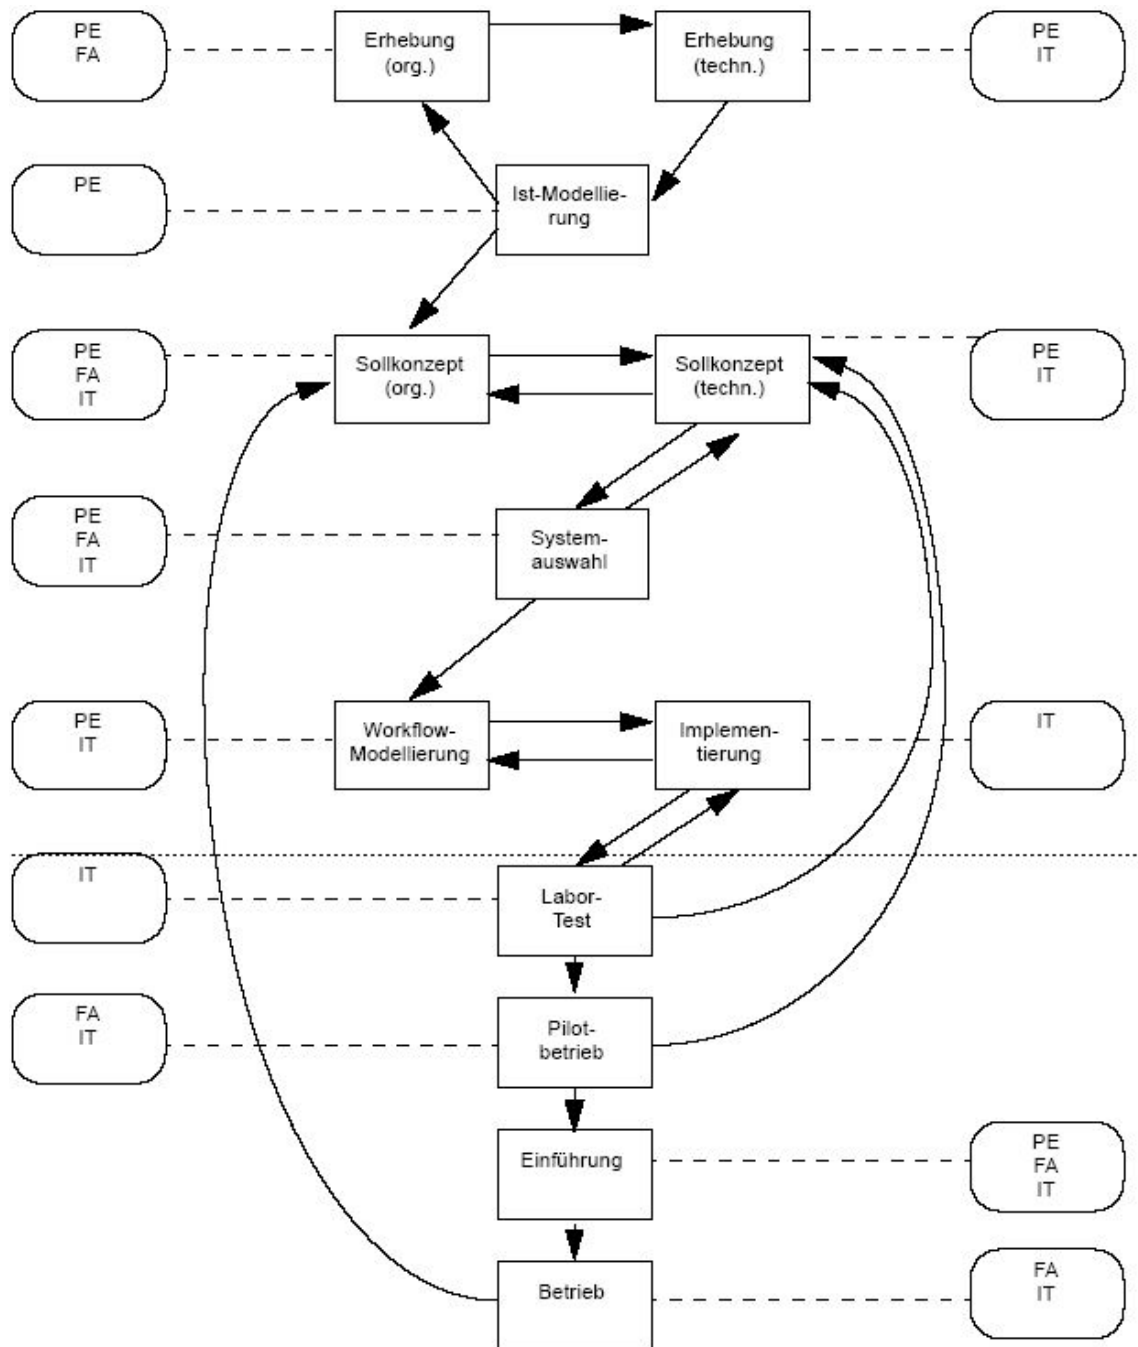 PE
FA
Erhebung
(org.)
Erhebung
(techn.)
PE
IT
PE
Ist-Modellie-
rung
PE
FA
IT
Sollkonzept
(org.)
Sollkonzept
(techn.)
PE
IT
PE
FA
IT
System-
auswahl
PE
IT
Workflow-
Modellierung
Implemen-
tierung
IT
IT
Labor-
Test
FA
IT
Pilot-
betrieb
Einführung
PE
FA
IT
Betrieb
FA
IT